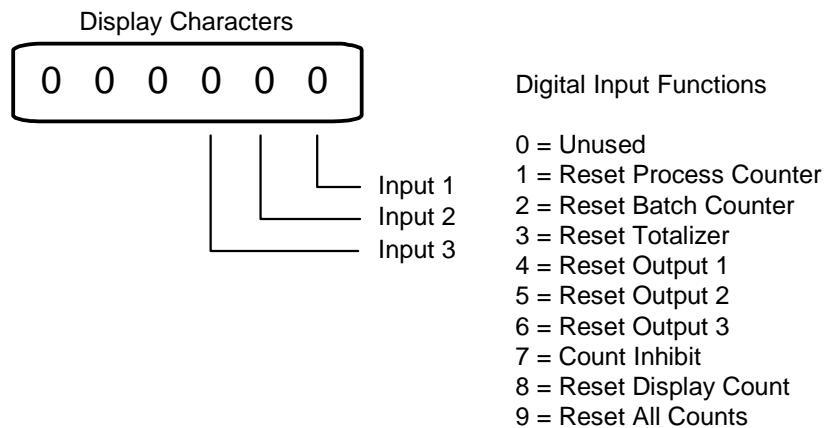 Display Characters
0 0 0 0 0 0
Input 1
Input 2
Input 3
Digital Input Functions
0 = Unused
1 = Reset Process Counter
2 = Reset Batch Counter
3 = Reset Totalizer
4 = Reset Output 1
5 = Reset Output 2
6 = Reset Output 3
7 = Count Inhibit
8 = Reset Display Count
9 = Reset All Counts